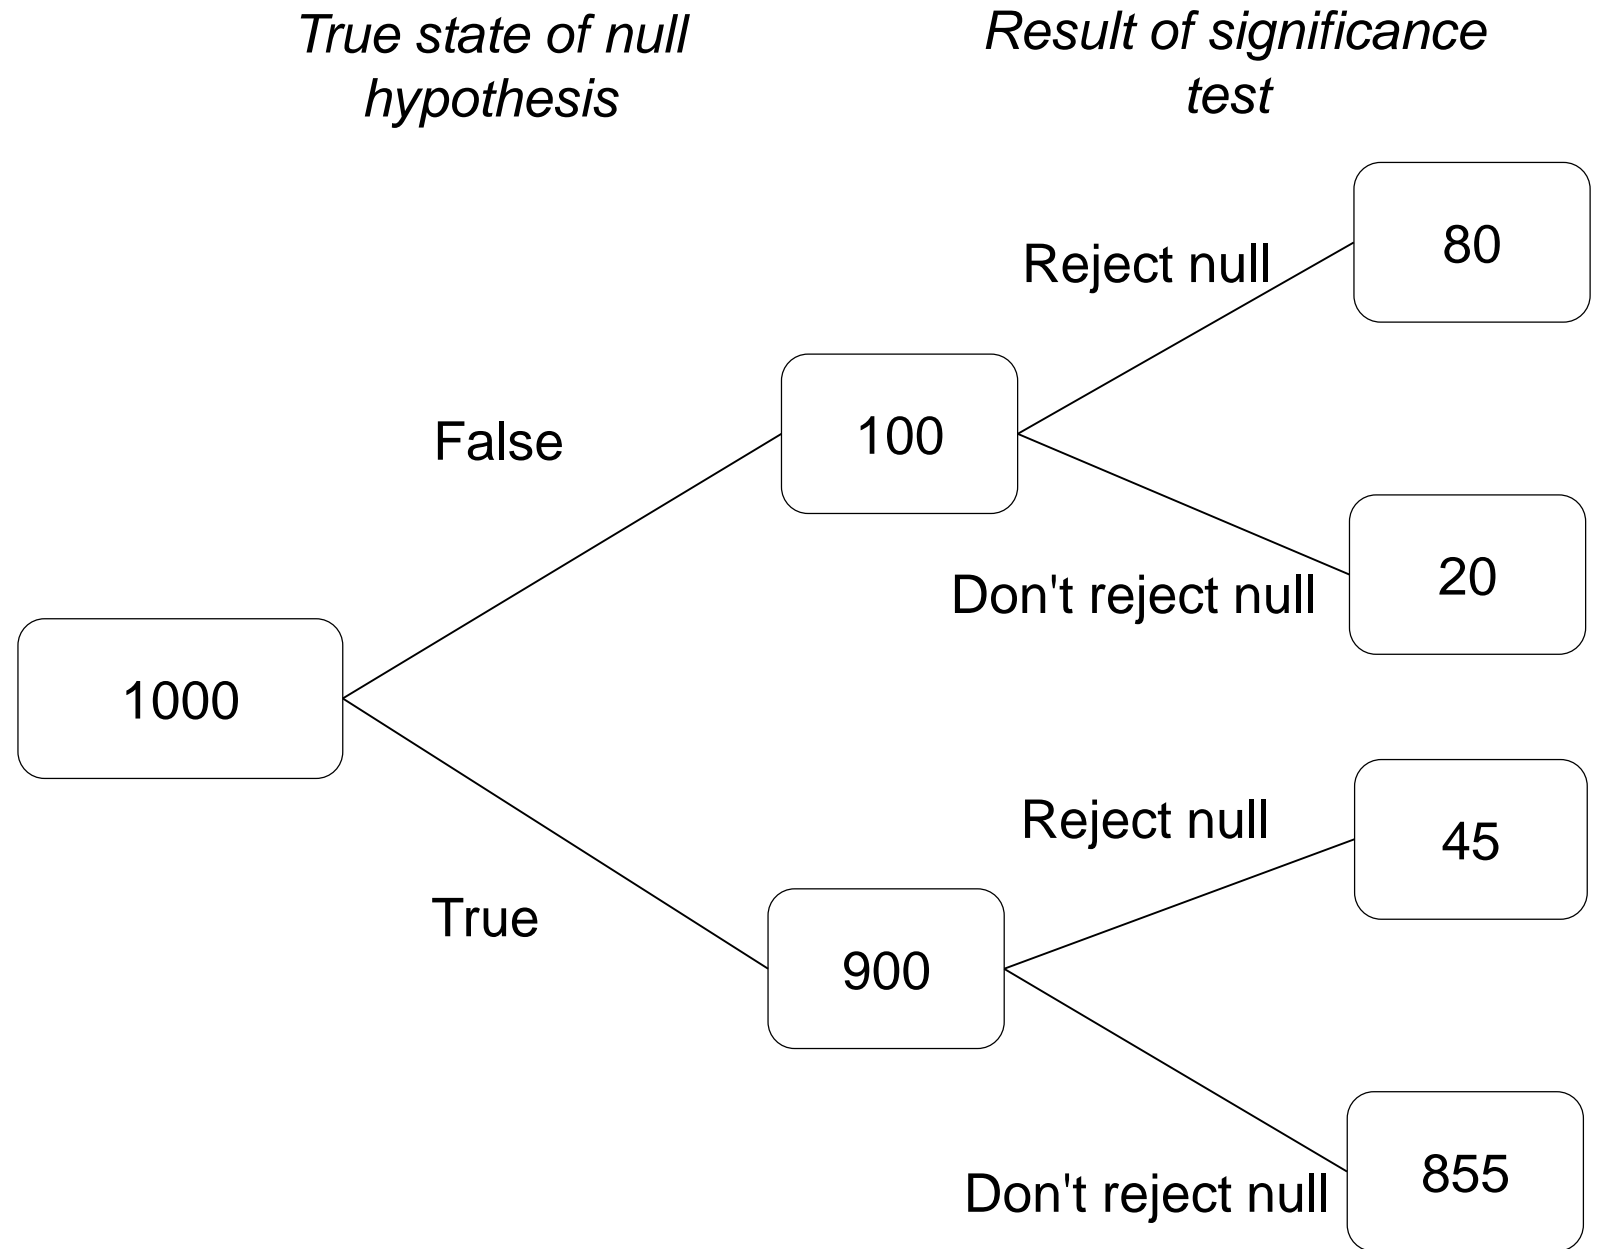 True state of null
hypothesis
Result of significance
test
Reject null
80
False
100
Don't reject null
20
1000
Reject null
45
True
900
Don't reject null
855